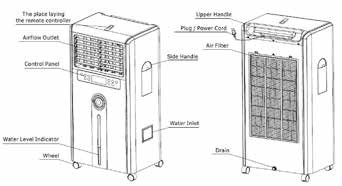 The place laying
the remote controller
Airflow Outlet
Control Panel
Side Handle
Water Level Indicator
Water Inlet
Wheel
Upper Handle
Plug / Power Cord
Air Filter
Drain